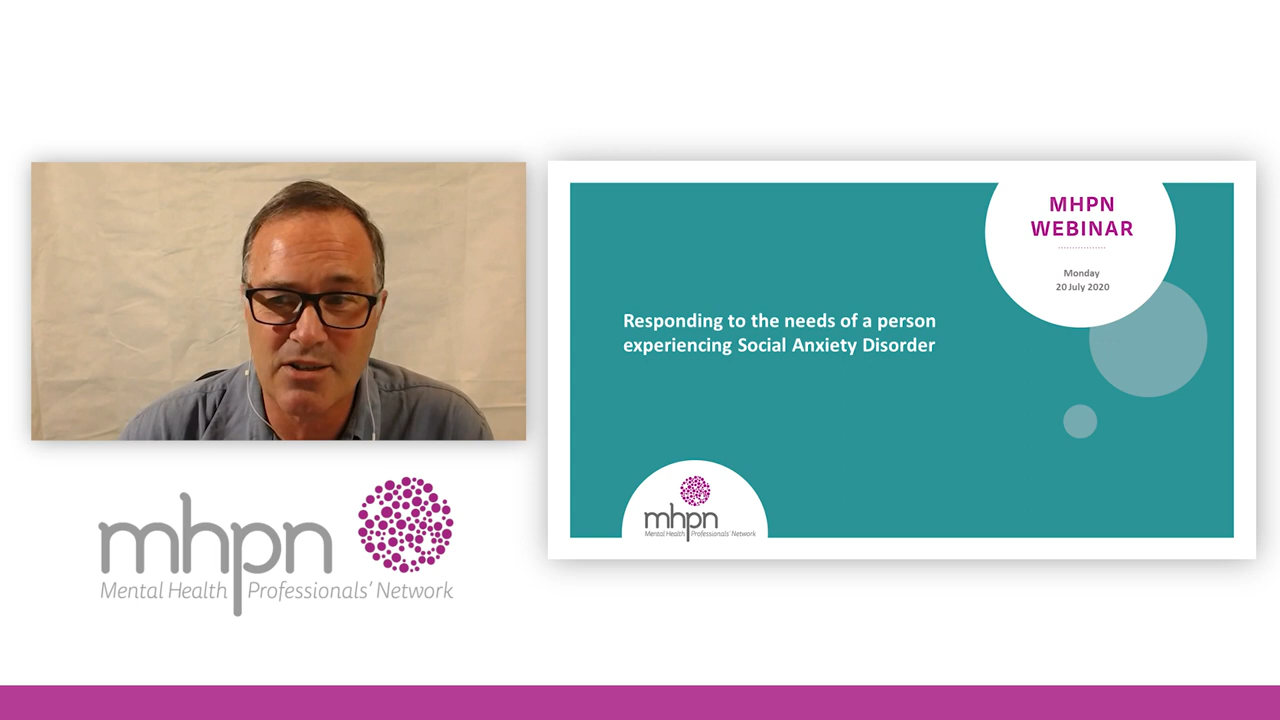 MHPN
WEBINAR
Monday
20 July 2020
Responding to the needs of a person
experiencing Social Anxiety Disorder
mhpn
Mental Health Professionals' Network
mhpn
Mental Health Professionals' Network